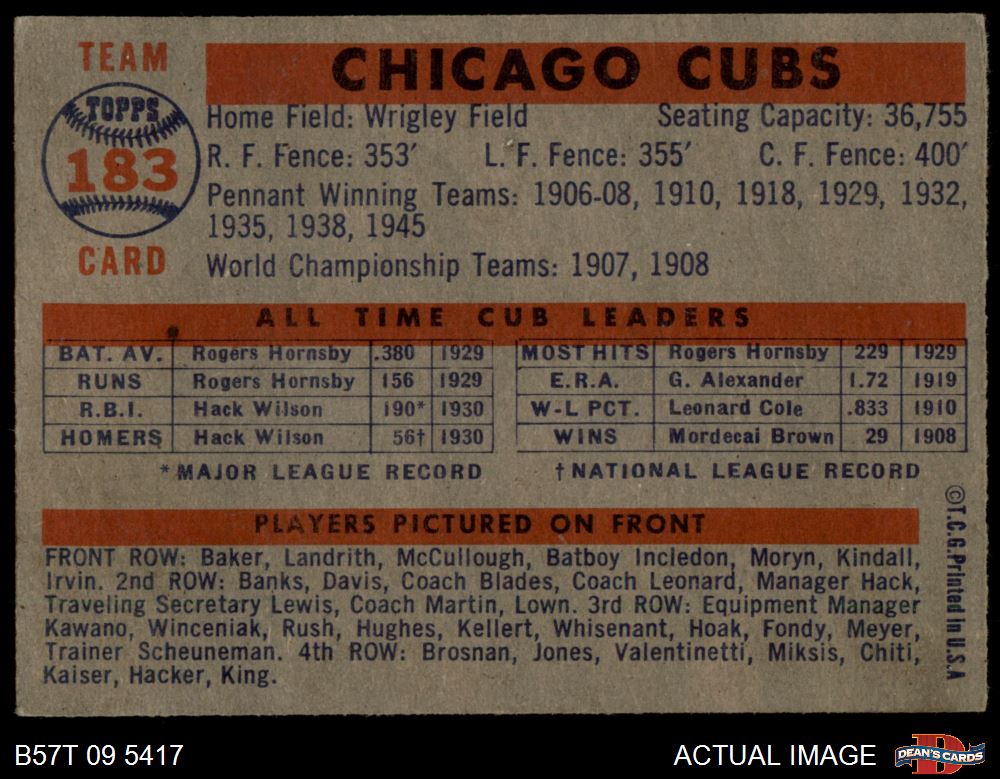 TEAM
TOPPS
183
CARD
CHICAGO CUBS
Home Field: Wrigley Field Seating Capacity: 36,755
R. F. Fence: 353′ L. F. Fence: 355′ C. F. Fence: 400′
Pennant Winning Teams: 1906-08, 1910, 1918, 1929, 1932,
1935, 1938, 1945
World Championship Teams: 1907, 1908
ALL TIME CUB LEADERS
BAT. AV. Rogers Hornsby .380 1929 MOST HITS Rogers Hornsby 229 1929
RUNS Rogers Hornsby 156 1929 E.R.A. G. Alexander 1.72 1919
R.B.I. Hack Wilson 190* 1930 W-L PCT. Leonard Cole .833 1910
HOMERS Hack Wilson 56† 1930 WINS Mordecai Brown 29 1908
*MAJOR LEAGUE RECORD †NATIONAL LEAGUE RECORD
PLAYERS PICTURED ON FRONT
FRONT ROW: Baker, Landrith, McCullough, Batboy Incledon, Moryn, Kindall,
Irvin. 2nd ROW: Banks, Davis, Coach Blades, Coach Leonard, Manager Hack,
Traveling Secretary Lewis, Coach Martin, Lown. 3rd ROW: Equipment Manager
Kawano, Winceniak, Rush, Hughes, Kellert, Whisenant, Hoak, Fondy, Meyer,
Trainer Scheuneman. 4th ROW: Brosnan, Jones, Valentinetti, Miksis, Chiti,
Kaiser, Hacker, King.
©T.C.G. Printed In U.S.A
B57T 09 5417 ACTUAL IMAGE DEAN'S CARDS